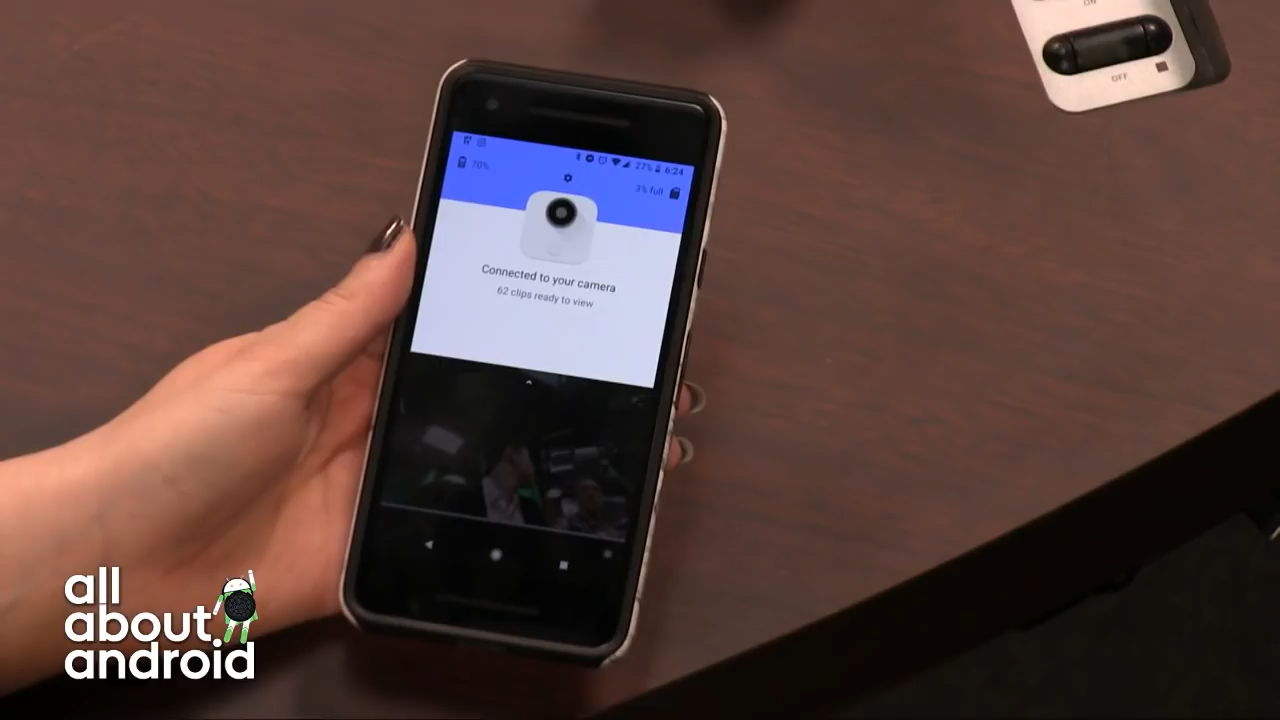 ON
OFF
27% 6:24
70%
3% full
Connected to your camera
62 clips ready to view
all
about
android